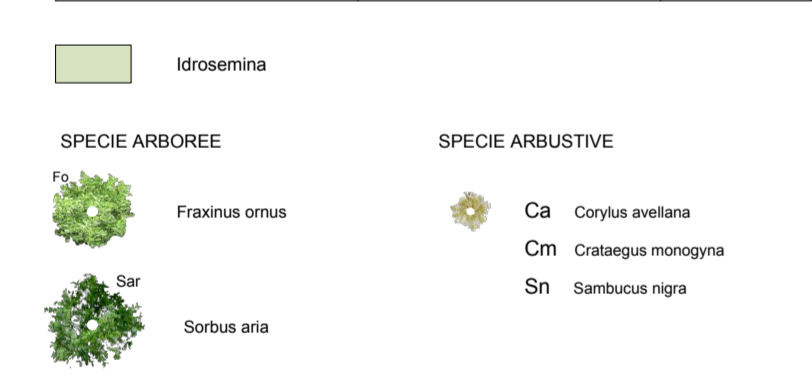 Idrosemina
SPECIE ARBOREE
Fo
Fraxinus ornus
Sar
Sorbus aria
SPECIE ARBUSTIVE
Ca Corylus avellana
Cm Crataegus monogyna
Sn Sambucus nigra